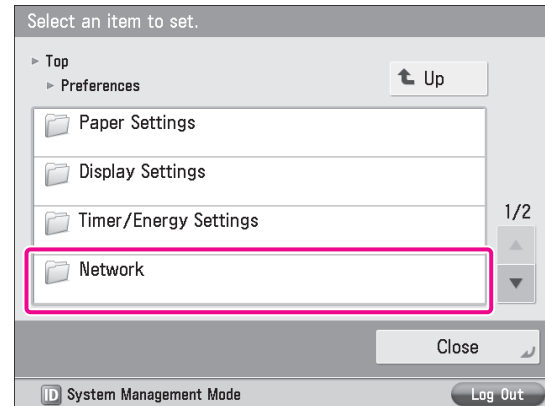 Select an item to set.
Top
Preferences
Up
Paper Settings
Display Settings
Timer/Energy Settings
1/2
Network
Close
ID System Management Mode
Log Out